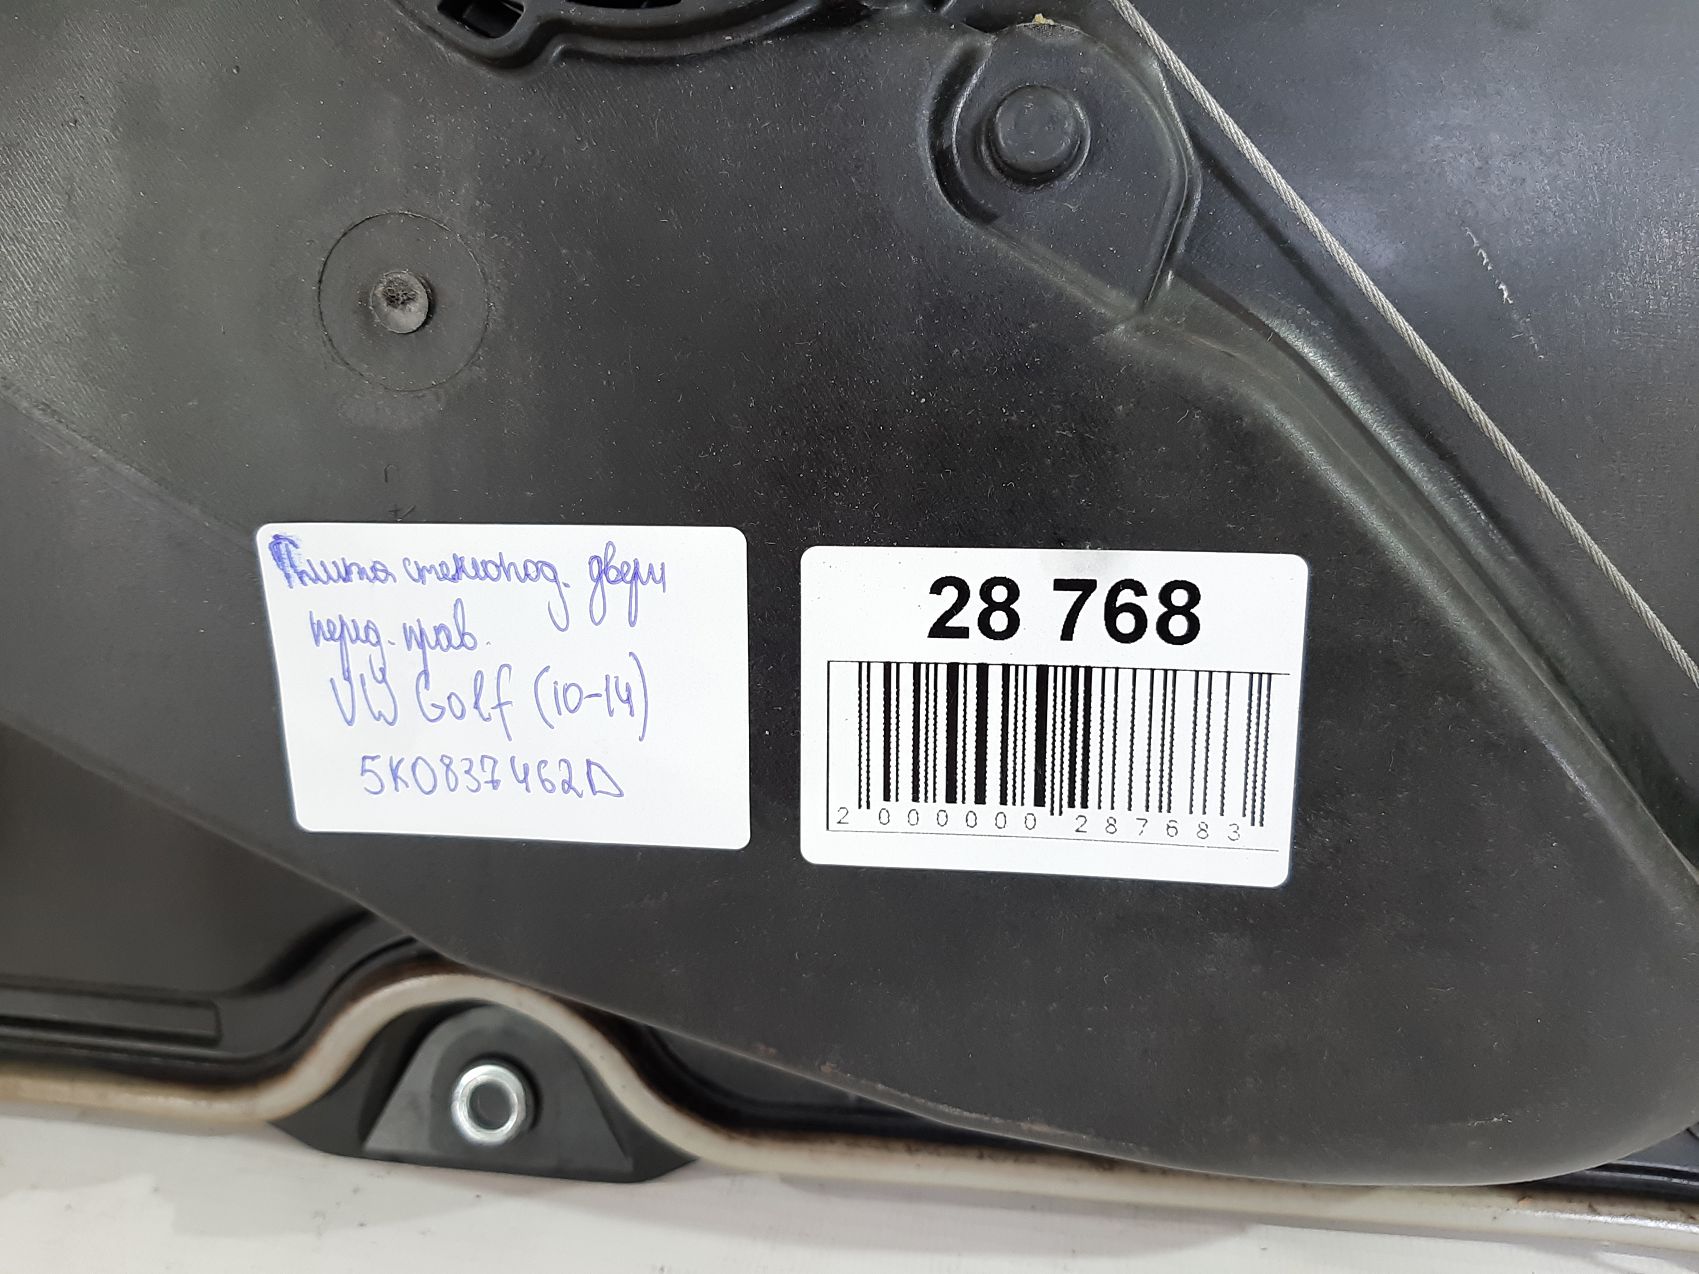 Плита стеклопод. двери
перед. прав.
VW Golf (10-14)
5K0837462D
28 768
2 000000 287683